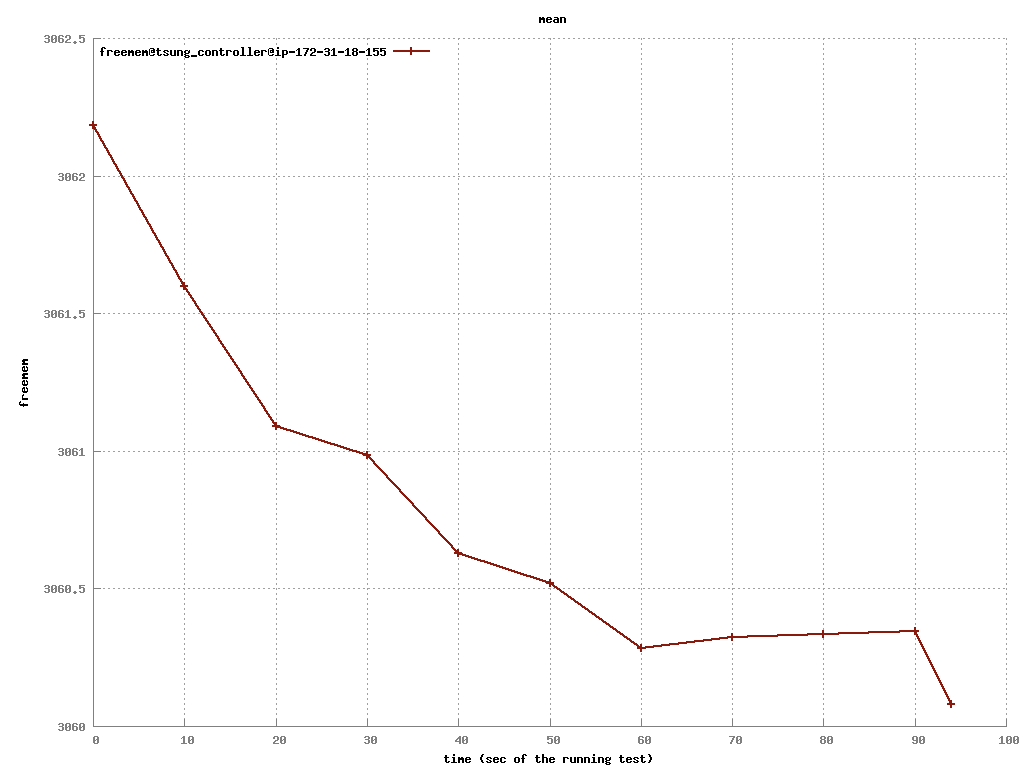 mean
3062.5
freemem@tsung_controller@ip-172-31-18-155
3062
3061.5
freemem
3061
3060.5
3060
0 10 20 30 40 50 60 70 80 90 100
time (sec of the running test)